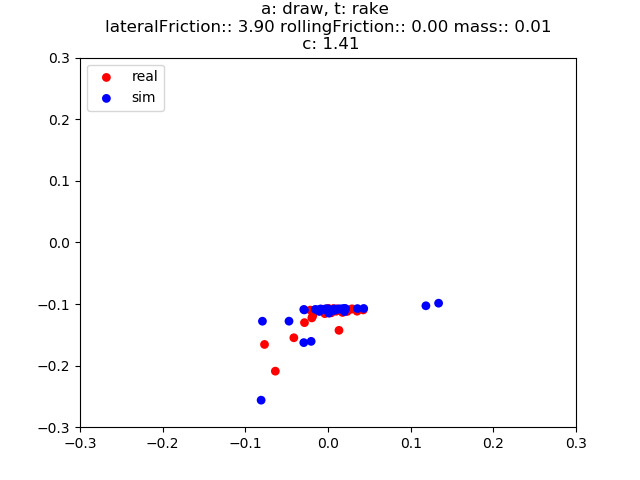 a: draw, t: rake
lateralFriction:: 3.90 rollingFriction:: 0.00 mass:: 0.01
c: 1.41
real
sim
0.3
0.2
0.1
0.0
−0.1
−0.2
−0.3
−0.3
−0.2
−0.1
0.0
0.1
0.2
0.3